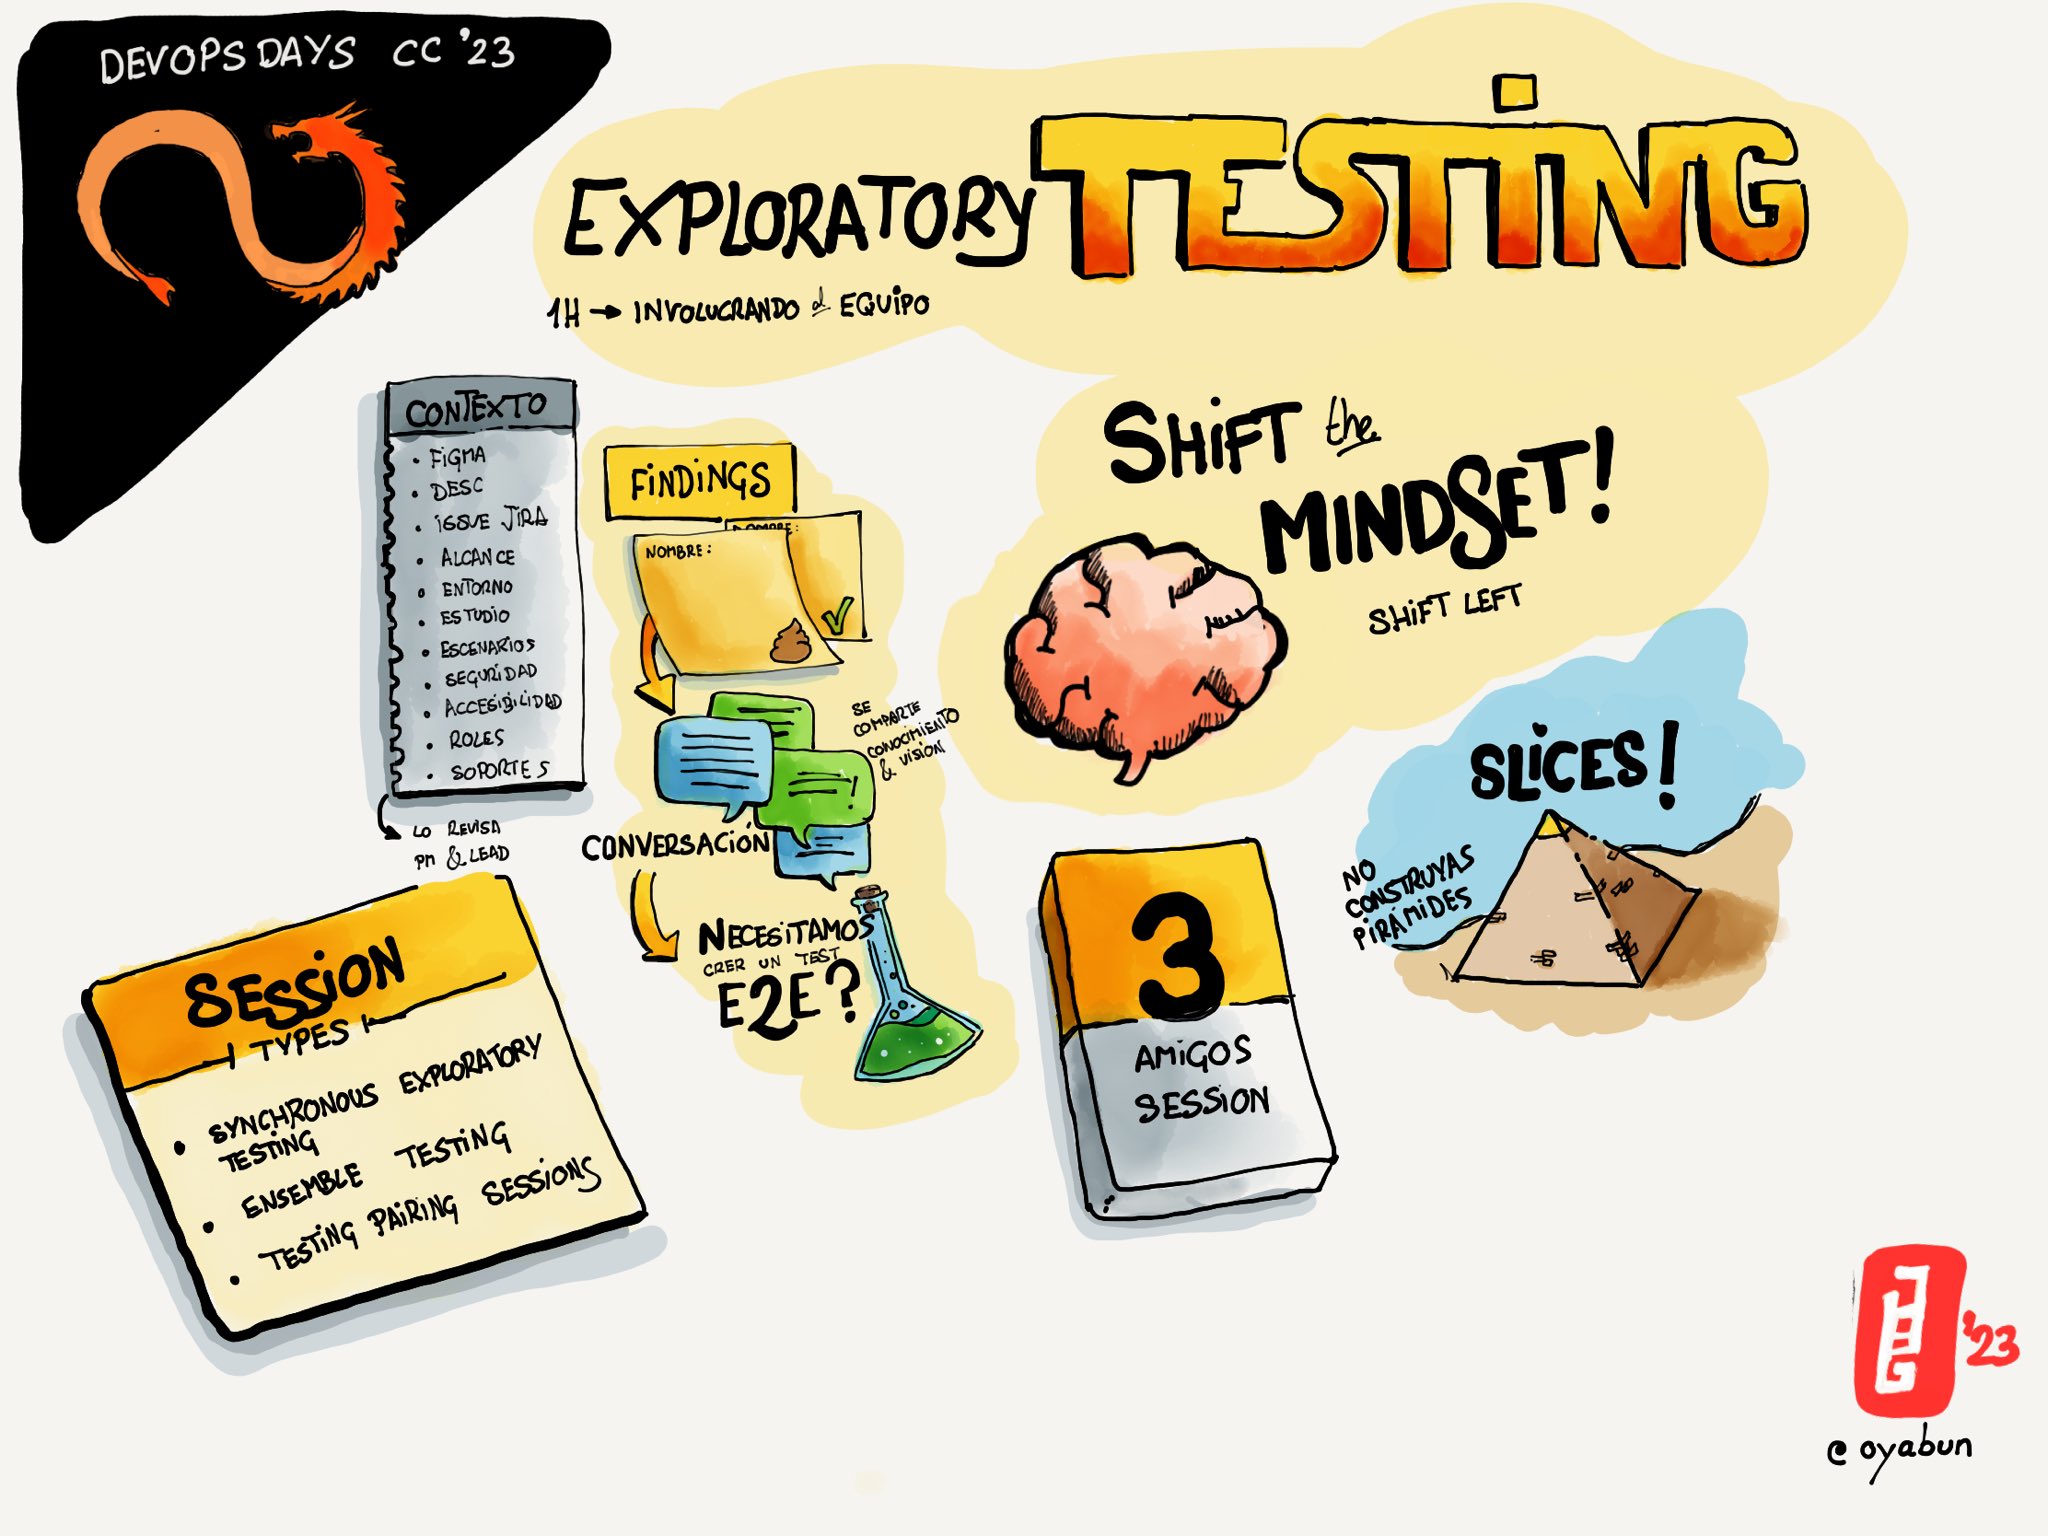 DEVOPS DAYS CC '23
EXPLORATORY TESTING
1H → INVOLUCRANDO al EQUIPO
CONTEXTO
• FIGMA
• DESC
• ISSUE JIRA
• ALCANCE
• ENTORNO
• ESTUDIO
• ESCENARIOS
• SEGURIDAD
• ACCESIBILIDAD
• ROLES
• SOPORTES
LO REVISA
PM & LEAD
FINDINGS
NOMBRE:
NOMBRE:
SE
COMPARTE
CONOCIMIENTO
& VISION
CONVERSACIÓN
NECESITAMOS
CRER UN TEST
E2E?
SHIFT the
MINDSET!
SHIFT LEFT
SLICES!
NO
CONSTRUYAS
PIRÁMIDES
SESSION
TYPES
• SYNCHRONOUS EXPLORATORY
TESTING
• ENSEMBLE TESTING
• TESTING PAIRING SESSIONS
3
AMIGOS
SESSION
'23
@oyabun